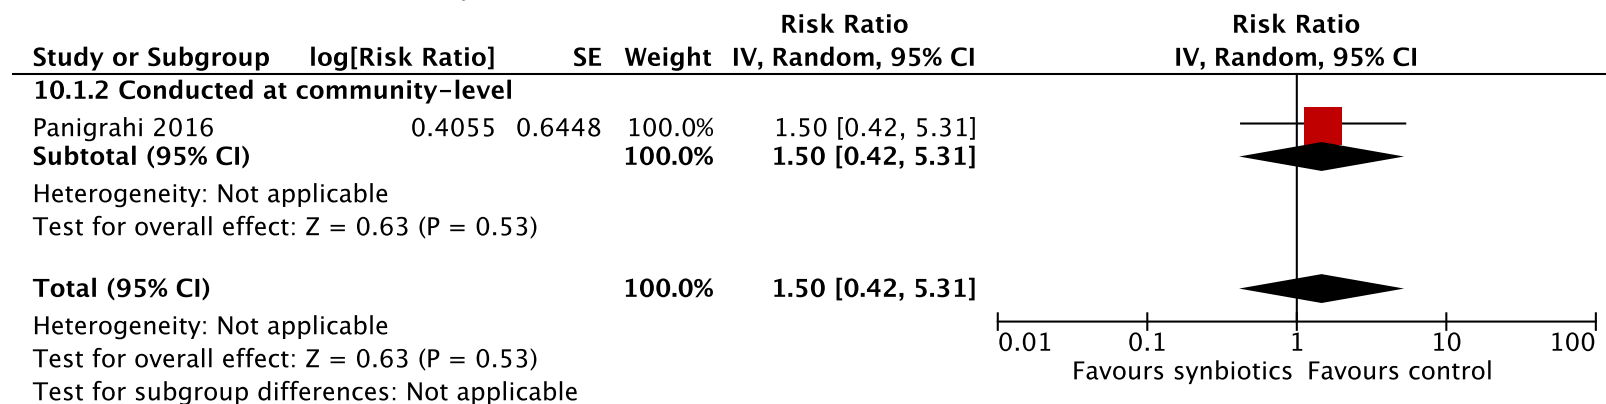 Risk Ratio Risk Ratio
Study or Subgroup log[Risk Ratio] SE Weight IV, Random, 95% CI IV, Random, 95% CI
10.1.2 Conducted at community-level
Panigrahi 2016 0.4055 0.6448 100.0% 1.50 [0.42, 5.31]
Subtotal (95% CI) 100.0% 1.50 [0.42, 5.31]
Heterogeneity: Not applicable
Test for overall effect: Z = 0.63 (P = 0.53)
Total (95% CI) 100.0% 1.50 [0.42, 5.31]
Heterogeneity: Not applicable
Test for overall effect: Z = 0.63 (P = 0.53)
Test for subgroup differences: Not applicable
0.01 0.1 1 10 100
Favours synbiotics Favours control